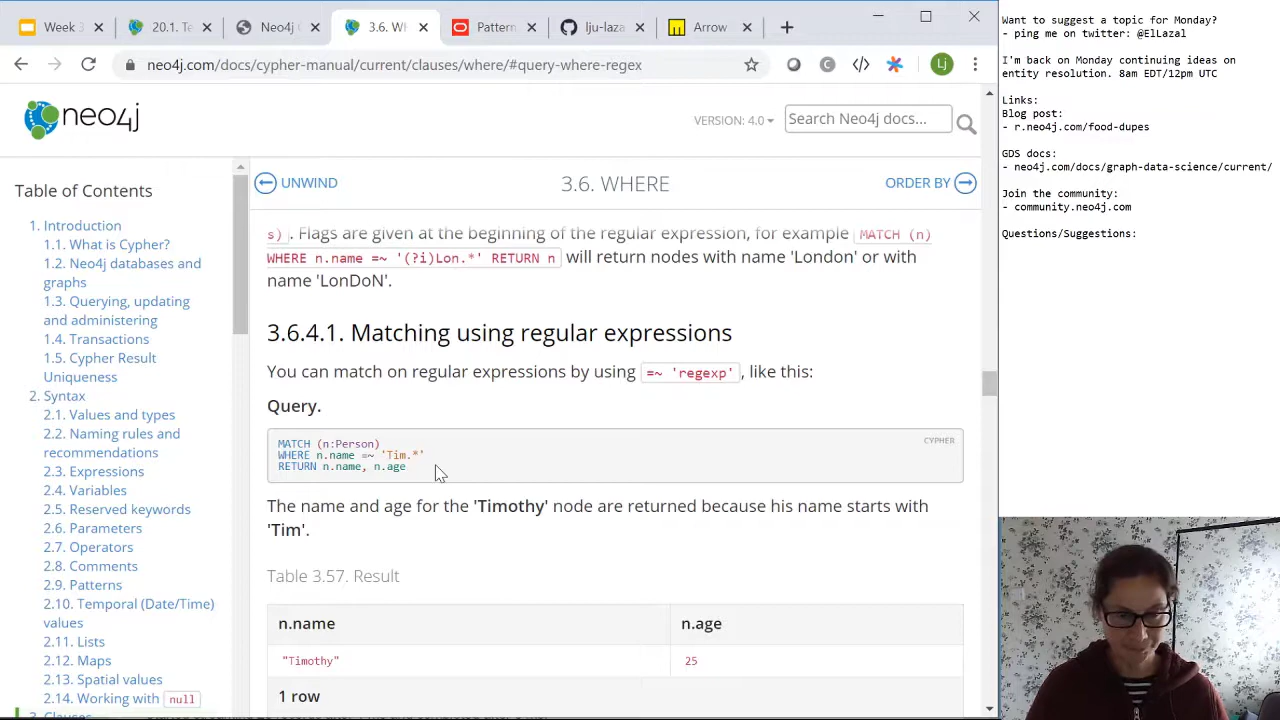 Week 3
20.1. Te
Neo4j
3.6. WH
Pattern
lju-laza
Arrow
neo4j.com/docs/cypher-manual/current/clauses/where/#query-where-regex
Lj
neo4j
VERSION: 4.0
Search Neo4j docs...
Table of Contents
1. Introduction
1.1. What is Cypher?
1.2. Neo4j databases and
graphs
1.3. Querying, updating
and administering
1.4. Transactions
1.5. Cypher Result
Uniqueness
2. Syntax
2.1. Values and types
2.2. Naming rules and
recommendations
2.3. Expressions
2.4. Variables
2.5. Reserved keywords
2.6. Parameters
2.7. Operators
2.8. Comments
2.9. Patterns
2.10. Temporal (Date/Time)
values
2.11. Lists
2.12. Maps
2.13. Spatial values
2.14. Working with null
3. Clauses
UNWIND
3.6. WHERE
ORDER BY
s) . Flags are given at the beginning of the regular expression, for example MATCH (n)
WHERE n.name =~ '(?i)Lon.*' RETURN n will return nodes with name 'London' or with
name 'LonDoN'.
3.6.4.1. Matching using regular expressions
You can match on regular expressions by using =~ 'regexp' , like this:
Query.
CYPHER
MATCH (n:Person)
WHERE n.name =~ 'Tim.*'
RETURN n.name, n.age
The name and age for the 'Timothy' node are returned because his name starts with
'Tim'.
Table 3.57. Result
n.name n.age
"Timothy" 25
1 row
Want to suggest a topic for Monday?
- ping me on twitter: @ElLazal
I'm back on Monday continuing ideas on
entity resolution. 8am EDT/12pm UTC
Links:
Blog post:
- r.neo4j.com/food-dupes
GDS docs:
- neo4j.com/docs/graph-data-science/current/
Join the community:
- community.neo4j.com
Questions/Suggestions: